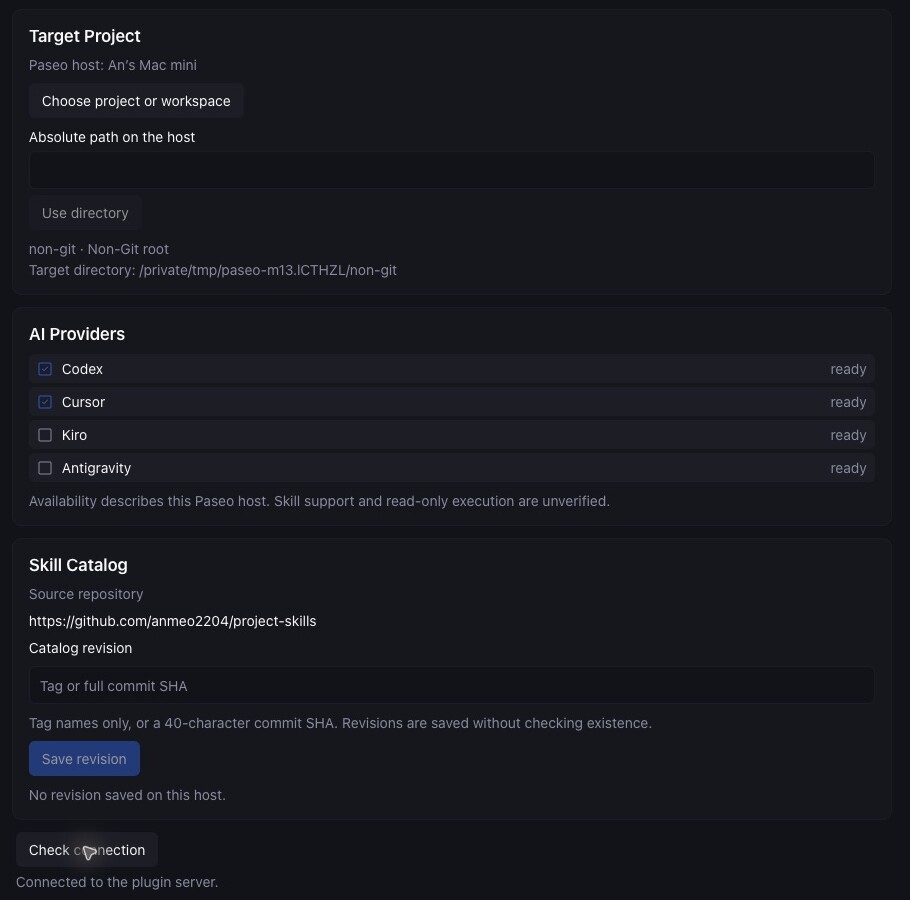 Target Project
Paseo host: An's Mac mini
Choose project or workspace
Absolute path on the host
Use directory
non-git · Non-Git root
Target directory: /private/tmp/paseo-m13.ICTHZL/non-git
AI Providers
Codex ready
Cursor ready
Kiro ready
Antigravity ready
Availability describes this Paseo host. Skill support and read-only execution are unverified.
Skill Catalog
Source repository
https://github.com/anmeo2204/project-skills
Catalog revision
Tag or full commit SHA
Tag names only, or a 40-character commit SHA. Revisions are saved without checking existence.
Save revision
No revision saved on this host.
Check connection
Connected to the plugin server.